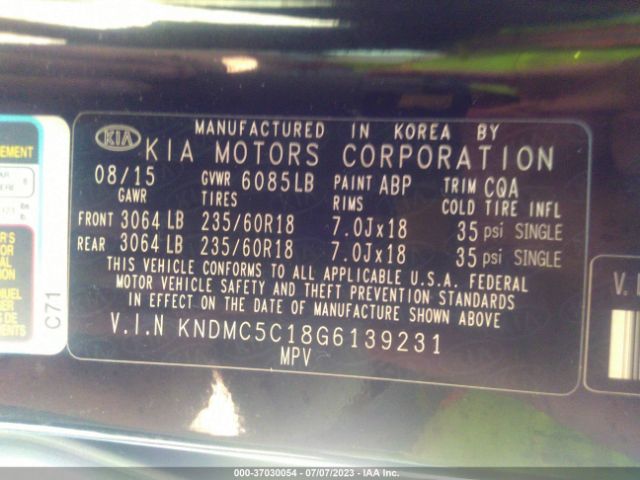 MANUFACTURED IN KOREA BY
KIA KIA MOTORS CORPORATION
08/15 GVWR 6085LB PAINT ABP TRIM CQA
GAWR TIRES RIMS COLD TIRE INFL
FRONT 3064 LB 235/60R18 7.0Jx18 35 psi SINGLE
REAR 3064 LB 235/60R18 7.0Jx18 35 psi SINGLE
THIS VEHICLE CONFORMS TO ALL APPLICABLE U.S.A. FEDERAL
MOTOR VEHICLE SAFETY AND THEFT PREVENTION STANDARDS
IN EFFECT ON THE DATE OF MANUFACTURE SHOWN ABOVE
V.I.N KNDMC5C18G6139231
MPV
C71
000-37030054 - 07/07/2023 - IAA Inc.